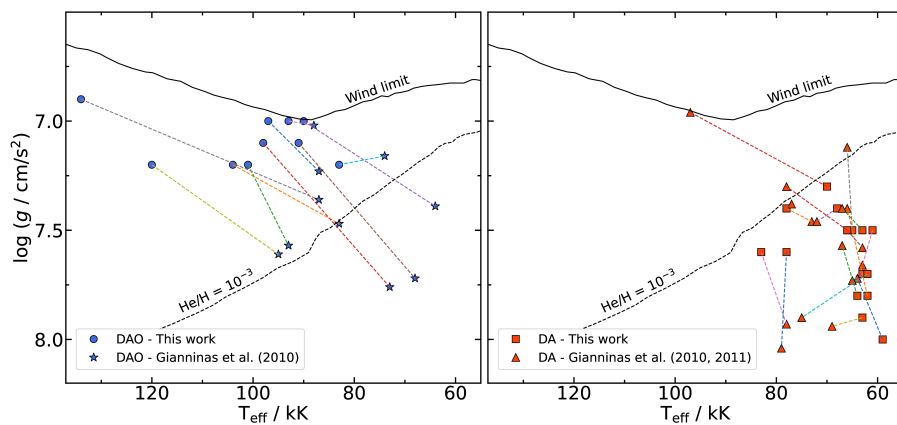 Wind limit
He/H = 10⁻³
DAO - This work
DAO - Gianninas et al. (2010)
log (g / cm/s²)
7.0
7.5
8.0
120
100
80
60
T_eff / kK
Wind limit
He/H = 10⁻³
DA - This work
DA - Gianninas et al. (2010, 2011)
120
100
80
60
T_eff / kK